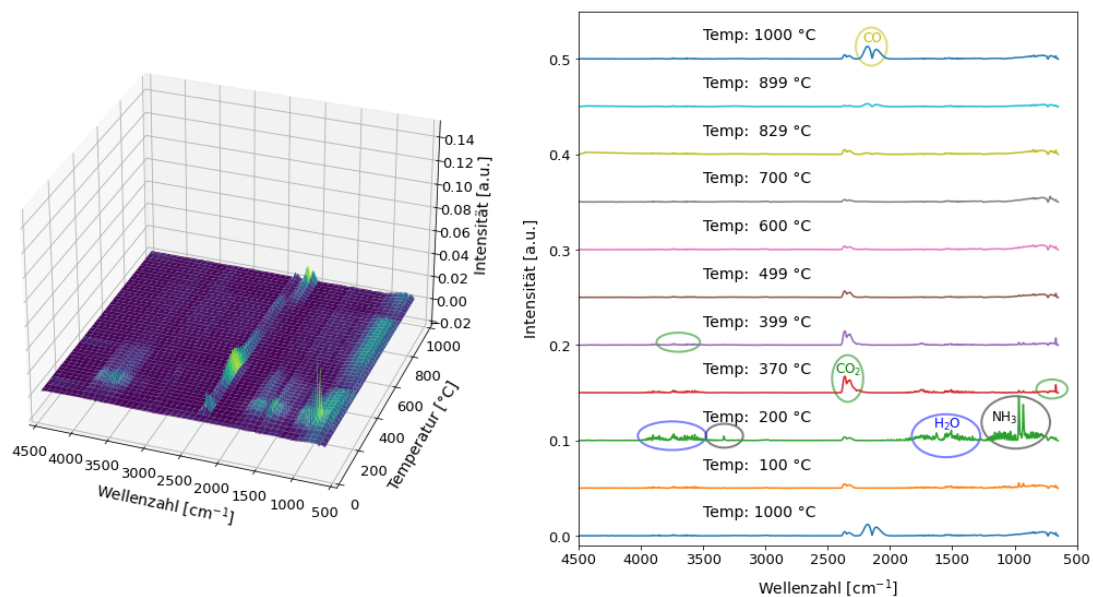 0.14
0.12
0.10
0.08
0.06
0.04
0.02
0.00
−0.02
Intensität [a.u.]
4500 4000 3500 3000 2500 2000 1500 1000 500
Wellenzahl [cm⁻¹]
0 200 400 600 800 1000
Temperatur [°C]
Temp: 1000 °C
CO
0.5
Temp: 899 °C
Temp: 829 °C
0.4
Temp: 700 °C
Temp: 600 °C
0.3
Temp: 499 °C
Temp: 399 °C
0.2
Temp: 370 °C
CO₂
Temp: 200 °C
NH₃
H₂O
0.1
Temp: 100 °C
Temp: 1000 °C
0.0
Intensität [a.u.]
4500 4000 3500 3000 2500 2000 1500 1000 500
Wellenzahl [cm⁻¹]